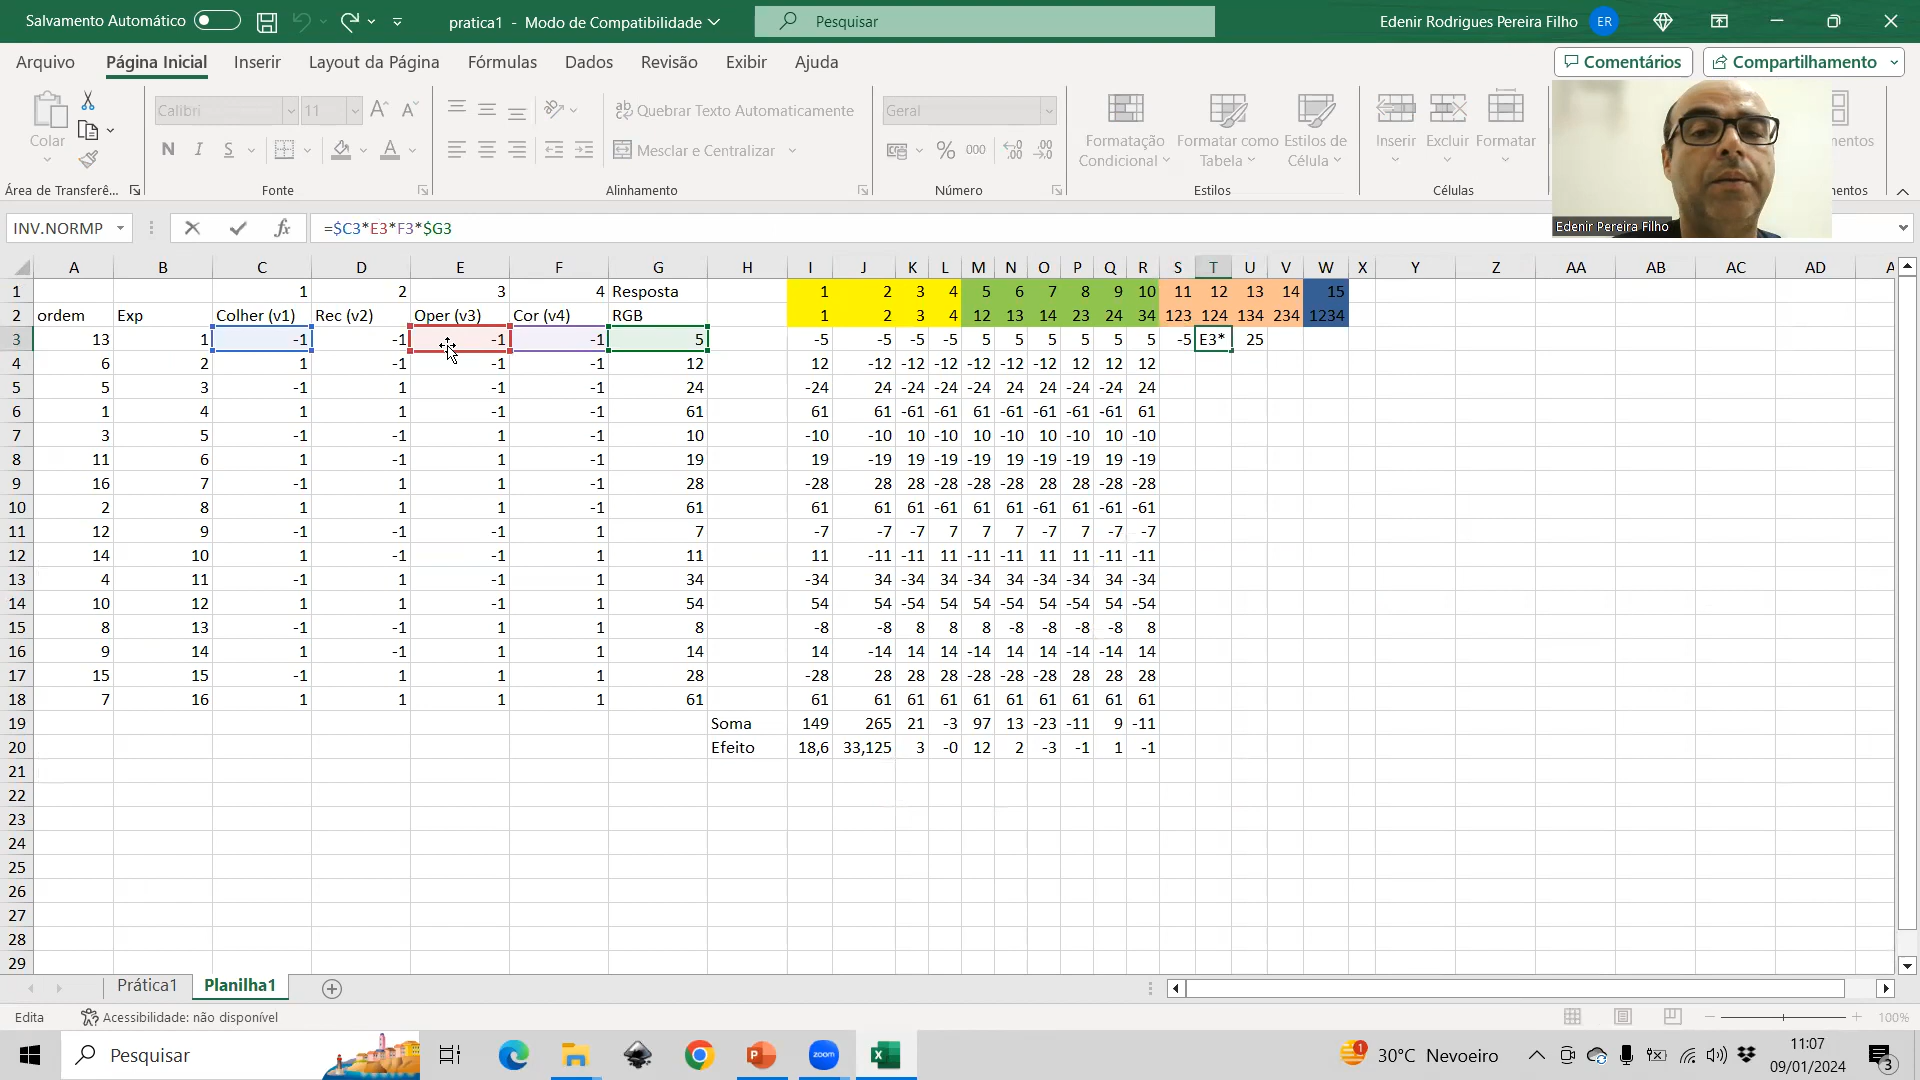 Salvamento Automático
pratica1 - Modo de Compatibilidade
Pesquisar
Edenir Rodrigues Pereira Filho
ER
Arquivo Página Inicial Inserir Layout da Página Fórmulas Dados Revisão Exibir Ajuda
Comentários
Compartilhamento
Colar
Calibri 11
N I S
Quebrar Texto Automaticamente
Mesclar e Centralizar
Geral
% 000
Formatação Condicional
Formatar como Tabela
Estilos de Célula
Inserir Excluir Formatar
Área de Transferê... Fonte Alinhamento Número Estilos Células
Edenir Pereira Filho
INV.NORMP
fx
=$C3*E3*F3*$G3
A B C D E F G H I J K L M N O P Q R S T U V W X Y Z AA AB AC AD
1 1 2 3 4 Resposta 1 2 3 4 5 6 7 8 9 10 11 12 13 14 15
2 ordem Exp Colher (v1) Rec (v2) Oper (v3) Cor (v4) RGB 1 2 3 4 12 13 14 23 24 34 123 124 134 234 1234
3 13 1 -1 -1 -1 -1 5 -5 -5 -5 -5 5 5 5 5 5 5 -5 E3* 25
4 6 2 1 -1 -1 -1 12 12 -12 -12 -12 -12 -12 -12 12 12 12
5 5 3 -1 1 -1 -1 24 -24 24 -24 -24 -24 24 24 -24 -24 24
6 1 4 1 1 -1 -1 61 61 61 -61 -61 61 -61 -61 -61 -61 61
7 3 5 -1 -1 1 -1 10 -10 -10 10 -10 10 -10 10 -10 10 -10
8 11 6 1 -1 1 -1 19 19 -19 19 -19 -19 19 -19 -19 19 -19
9 16 7 -1 1 1 -1 28 -28 28 28 -28 -28 -28 28 28 -28 -28
10 2 8 1 1 1 -1 61 61 61 61 -61 61 61 -61 61 -61 -61
11 12 9 -1 -1 -1 1 7 -7 -7 -7 7 7 7 -7 7 -7 -7
12 14 10 1 -1 -1 1 11 11 -11 -11 11 -11 -11 11 11 -11 -11
13 4 11 -1 1 -1 1 34 -34 34 -34 34 -34 34 -34 -34 34 -34
14 10 12 1 1 -1 1 54 54 54 -54 54 54 -54 54 -54 54 -54
15 8 13 -1 -1 1 1 8 -8 -8 8 8 8 -8 -8 -8 -8 8
16 9 14 1 -1 1 1 14 14 -14 14 14 -14 14 14 -14 -14 14
17 15 15 -1 1 1 1 28 -28 28 28 28 -28 -28 -28 28 28 28
18 7 16 1 1 1 1 61 61 61 61 61 61 61 61 61 61 61
19 Soma 149 265 21 -3 97 13 -23 -11 9 -11
20 Efeito 18,6 33,125 3 -0 12 2 -3 -1 1 -1
21
22
23
24
25
26
27
28
29
Prática1 Planilha1
Edita
Acessibilidade: não disponível
100%
Pesquisar
zoom
1
30°C Nevoeiro
11:07
09/01/2024
3